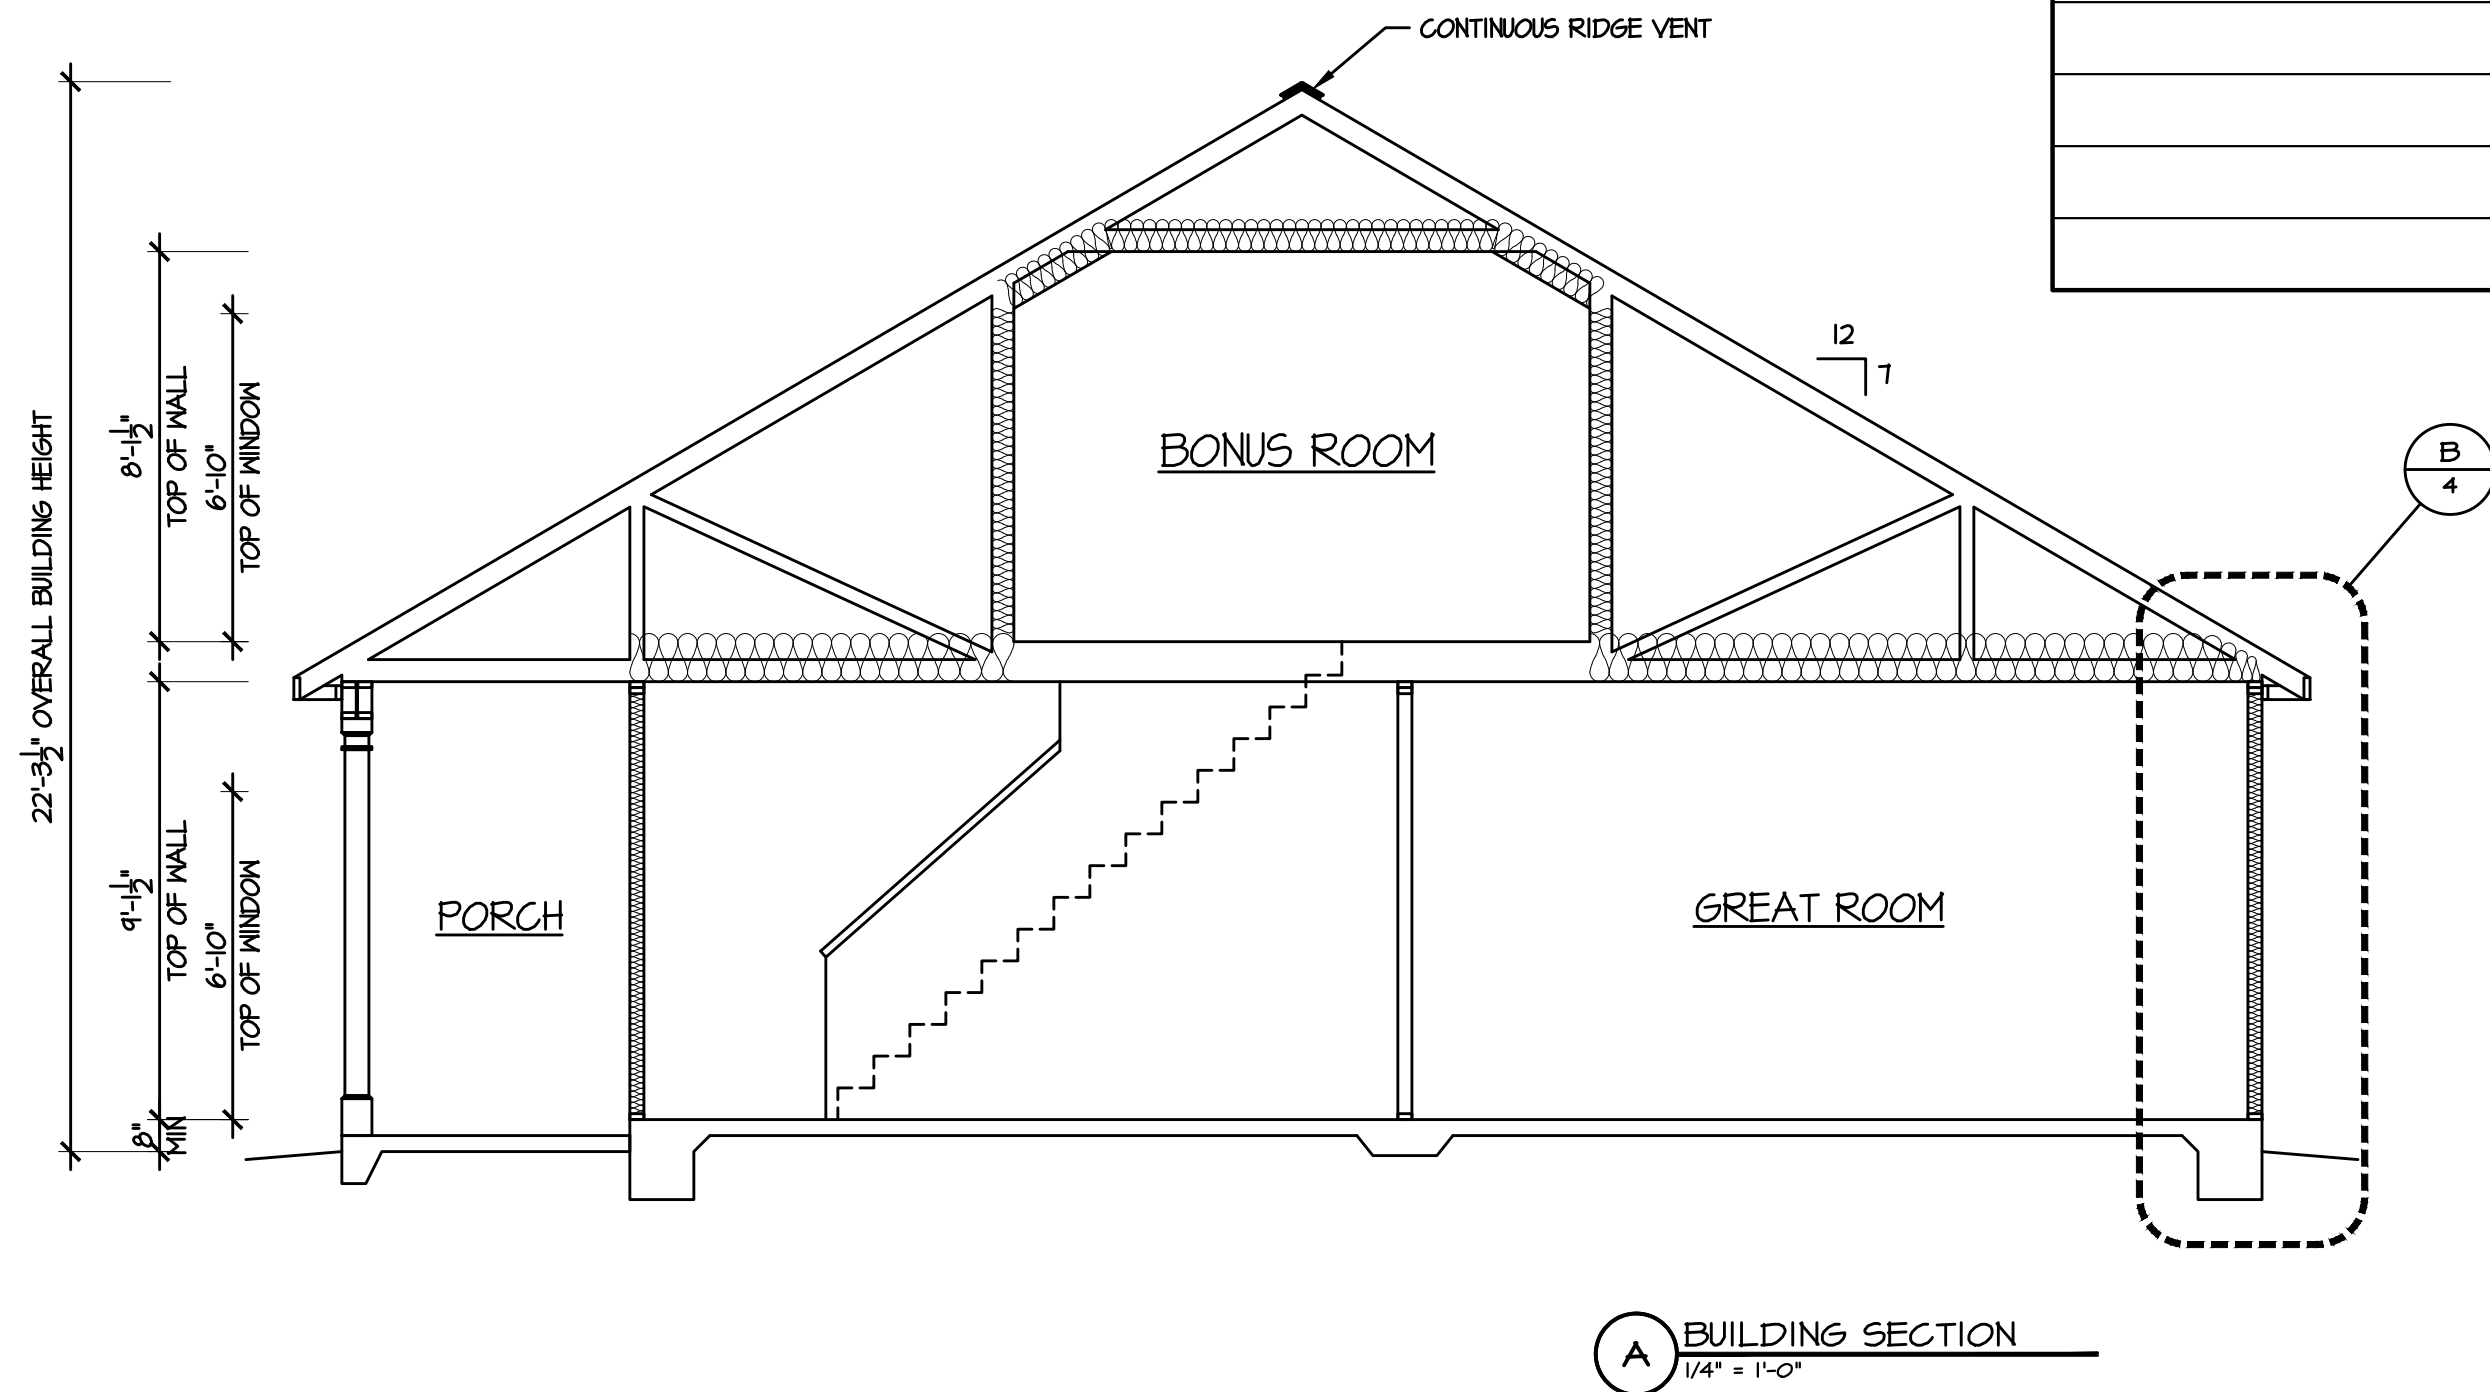 CONTINUOUS RIDGE VENT
12
7
B
4
BONUS ROOM
PORCH
GREAT ROOM
22'-3 1/2" OVERALL BUILDING HEIGHT
8'-1 1/2"
TOP OF WALL
6'-10"
TOP OF WINDOW
9'-1 1/2"
TOP OF WALL
6'-10"
TOP OF WINDOW
8"
MIN
A
BUILDING SECTION
1/4" = 1'-0"